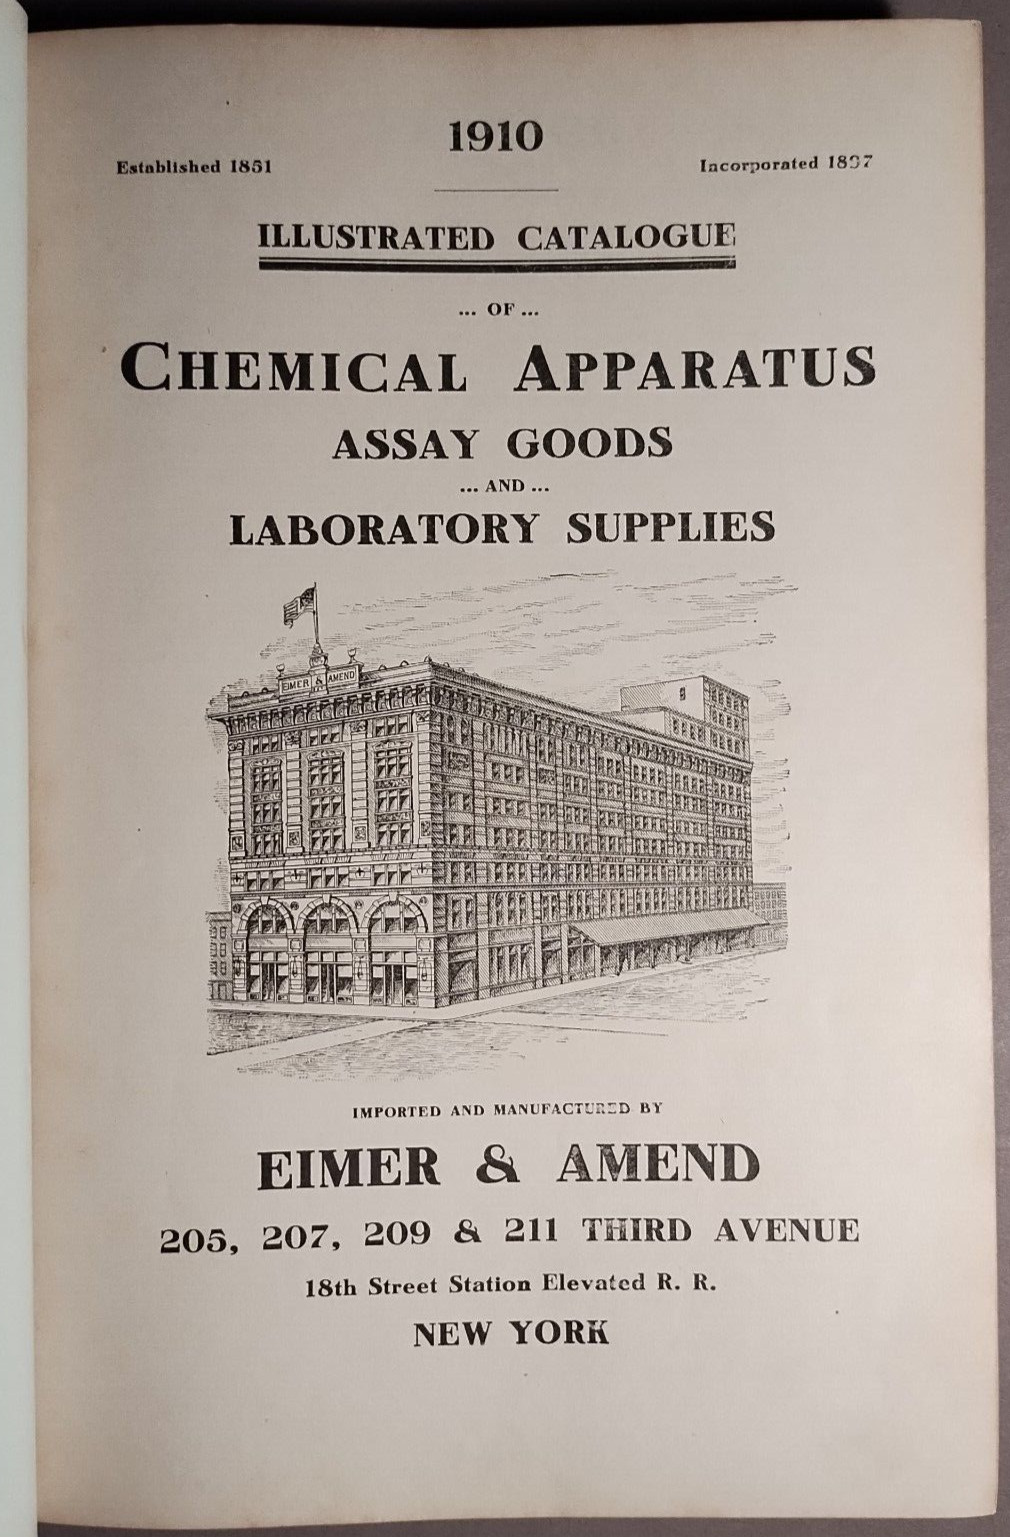 1910
Established 1851
Incorporated 1897
ILLUSTRATED CATALOGUE
... OF ...
CHEMICAL APPARATUS
ASSAY GOODS
... AND ...
LABORATORY SUPPLIES
EIMER & AMEND
IMPORTED AND MANUFACTURED BY
EIMER & AMEND
205, 207, 209 & 211 THIRD AVENUE
18th Street Station Elevated R. R.
NEW YORK